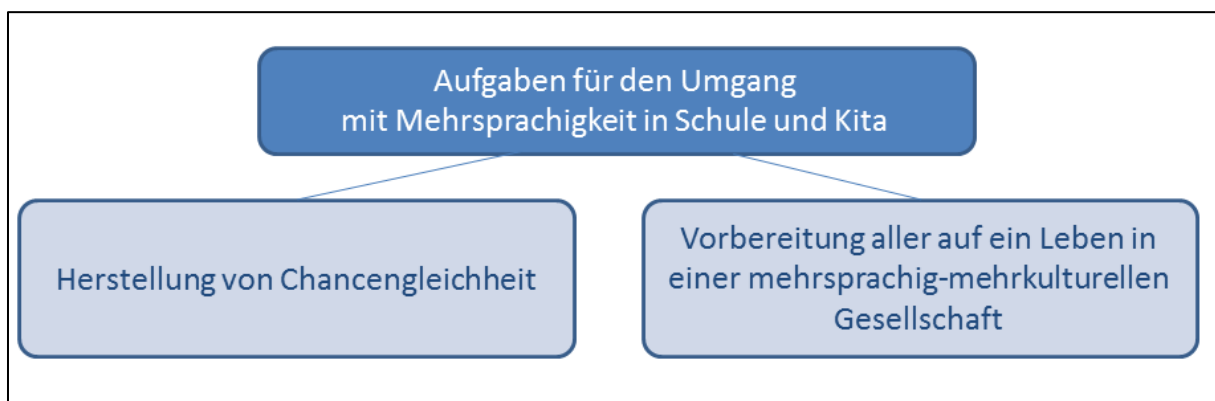 Aufgaben für den Umgang
mit Mehrsprachigkeit in Schule und Kita
Herstellung von Chancengleichheit
Vorbereitung aller auf ein Leben in
einer mehrsprachig-mehrkulturellen
Gesellschaft